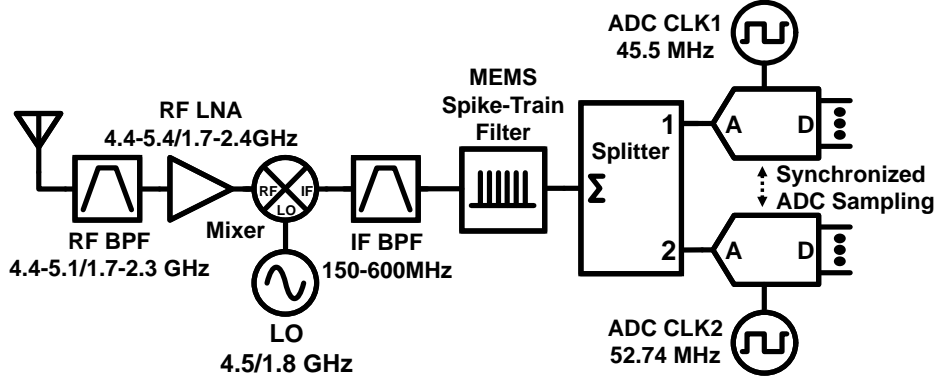 ADC CLK1
45.5 MHz
MEMS
Spike-Train
Filter
RF LNA
4.4-5.4/1.7-2.4GHz
1
A
D
Splitter
Σ
Synchronized
ADC Sampling
RF
IF
LO
Mixer
RF BPF
4.4-5.1/1.7-2.3 GHz
IF BPF
150-600MHz
2
A
D
LO
4.5/1.8 GHz
ADC CLK2
52.74 MHz